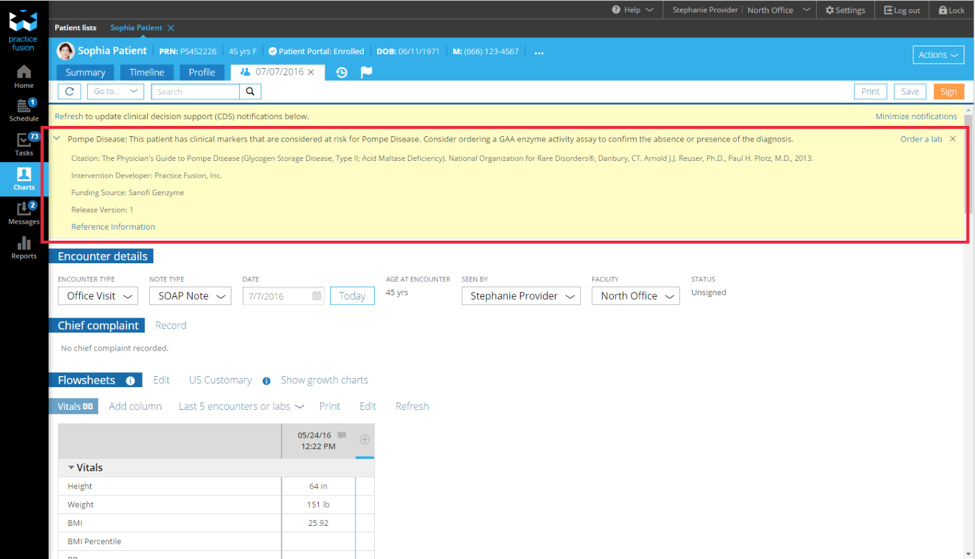 Help
Stephanie Provider North Office
Settings
Log out
Lock
practice
fusion
Patient lists
Sophia Patient
Sophia Patient PRN: PS452226 45 yrs F Patient Portal: Enrolled DOB: 06/11/1971 M: (666) 123-4567 ...
Actions
Summary
Timeline
Profile
07/07/2016
Home
Schedule 1
Tasks 73
Charts
Messages 2
Reports
Go to...
Search
Print
Save
Sign
Refresh to update clinical decision support (CDS) notifications below.
Minimize notifications
Pompe Disease: This patient has clinical markers that are considered at risk for Pompe Disease. Consider ordering a GAA enzyme activity assay to confirm the absence or presence of the diagnosis.
Order a lab
Citation: The Physician's Guide to Pompe Disease (Glycogen Storage Disease, Type II; Acid Maltase Deficiency). National Organization for Rare Disorders®, Danbury, CT. Arnold J.J. Reuser, Ph.D., Paul H. Plotz, M.D., 2013.
Intervention Developer: Practice Fusion, Inc.
Funding Source: Sanofi Genzyme
Release Version: 1
Reference Information
Encounter details
ENCOUNTER TYPE NOTE TYPE DATE AGE AT ENCOUNTER SEEN BY FACILITY STATUS
Office Visit SOAP Note 7/7/2016 Today 45 yrs Stephanie Provider North Office Unsigned
Chief complaint Record
No chief complaint recorded.
Flowsheets Edit US Customary Show growth charts
Vitals Add column Last 5 encounters or labs Print Edit Refresh
05/24/16
12:22 PM
Vitals
Height 64 in
Weight 151 lb
BMI 25.92
BMI Percentile